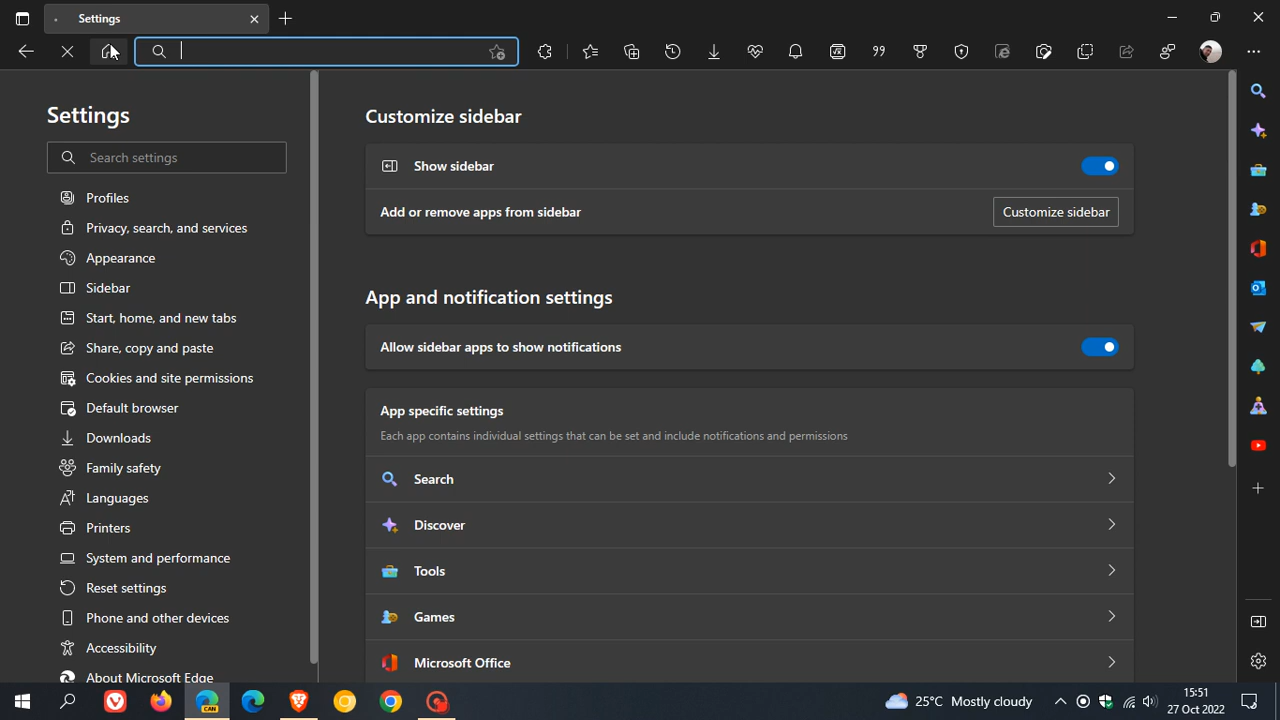 Settings
Settings
Search settings
Profiles
Privacy, search, and services
Appearance
Sidebar
Start, home, and new tabs
Share, copy and paste
Cookies and site permissions
Default browser
Downloads
Family safety
Languages
Printers
System and performance
Reset settings
Phone and other devices
Accessibility
About Microsoft Edge
Customize sidebar
Show sidebar
Add or remove apps from sidebar
Customize sidebar
App and notification settings
Allow sidebar apps to show notifications
App specific settings
Each app contains individual settings that can be set and include notifications and permissions
Search
Discover
Tools
Games
Microsoft Office
CAN
25°C Mostly cloudy
15:51
27 Oct 2022